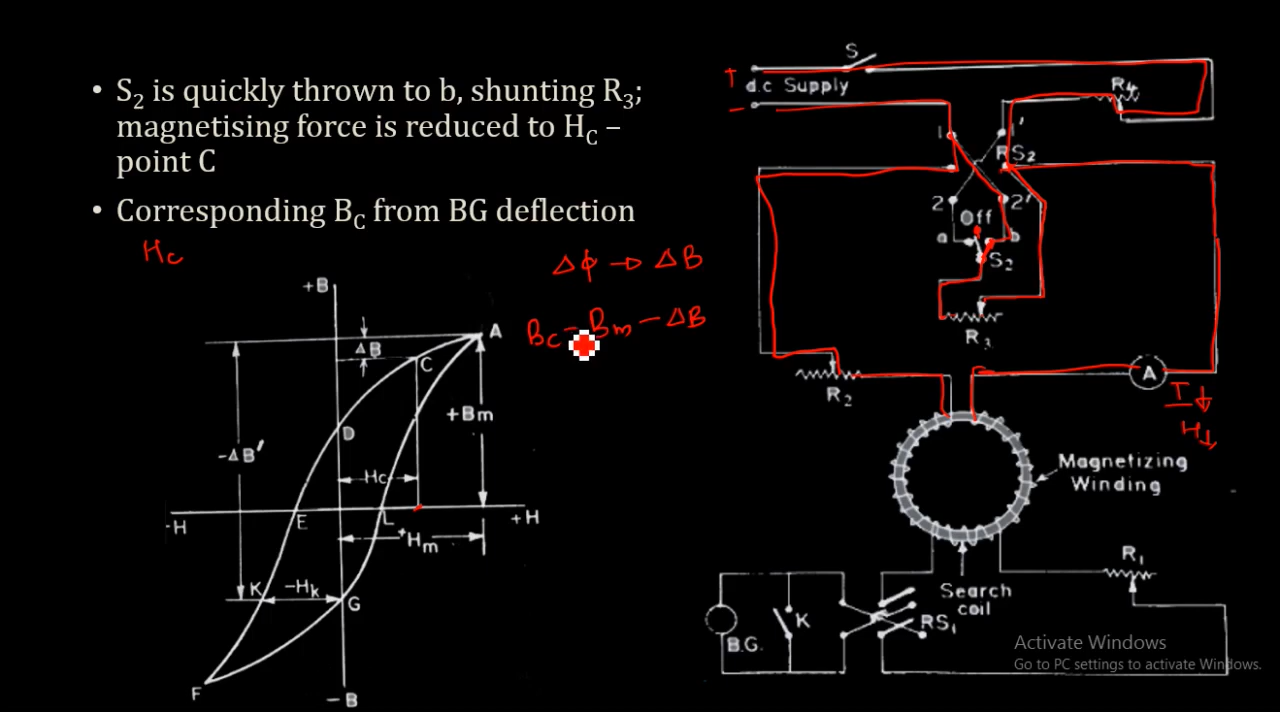 • S₂ is quickly thrown to b, shunting R₃;
magnetising force is reduced to H_C –
point C
• Corresponding B_C from BG deflection
H_C
Δϕ → ΔB
B_C = B_m − ΔB
+B
A
ΔB
C
+Bm
D
-ΔB'
Hc
-H
E
L
+H
+Hm
K
-Hk
G
F
-B
S
+
d.c Supply
-
R4
1
1'
RS2
2
2'
Off
a
b
S2
R3
R2
A
I↓
H↓
Magnetizing
Winding
R1
Search
coil
K
RS1
B.G.
Activate Windows
Go to PC settings to activate Windows.